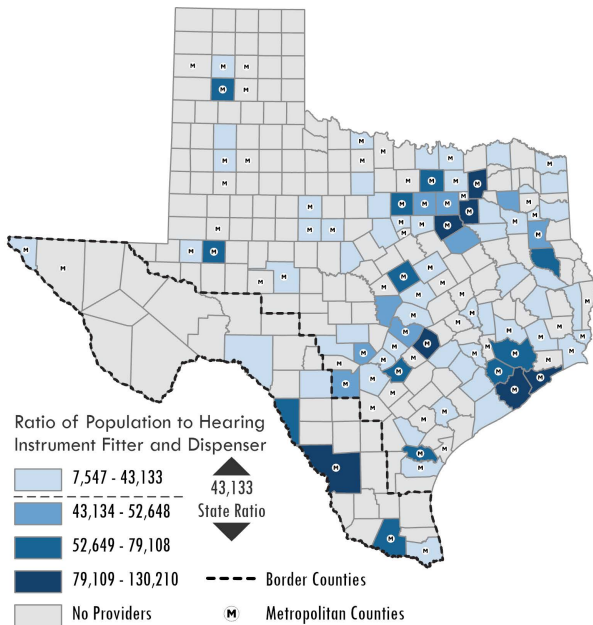 Ratio of Population to Hearing
Instrument Fitter and Dispenser
7,547 - 43,133
43,134 - 52,648
52,649 - 79,108
79,109 - 130,210
No Providers
43,133
State Ratio
Border Counties
M Metropolitan Counties